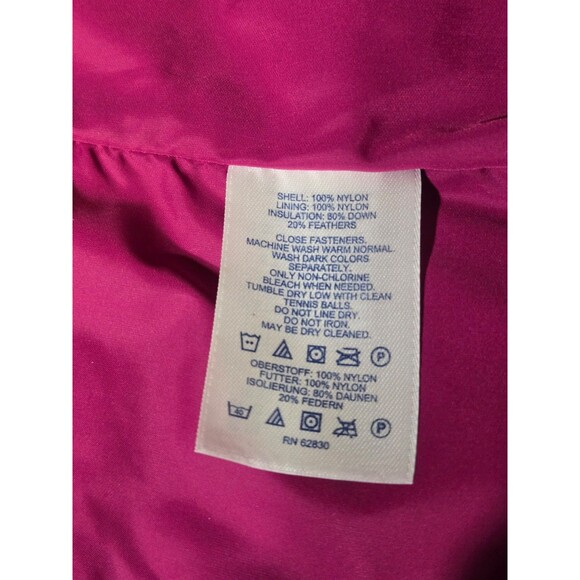 SHELL: 100% NYLON
LINING: 100% NYLON
INSULATION: 80% DOWN
20% FEATHERS
CLOSE FASTENERS.
MACHINE WASH WARM NORMAL.
WASH DARK COLORS
SEPARATELY.
ONLY NON-CHLORINE
BLEACH WHEN NEEDED.
TUMBLE DRY LOW WITH CLEAN
TENNIS BALLS.
DO NOT LINE DRY.
DO NOT IRON.
MAY BE DRY CLEANED.
P
OBERSTOFF: 100% NYLON
FUTTER: 100% NYLON
ISOLIERUNG: 80% DAUNEN
20% FEDERN
40 P
RN 62830